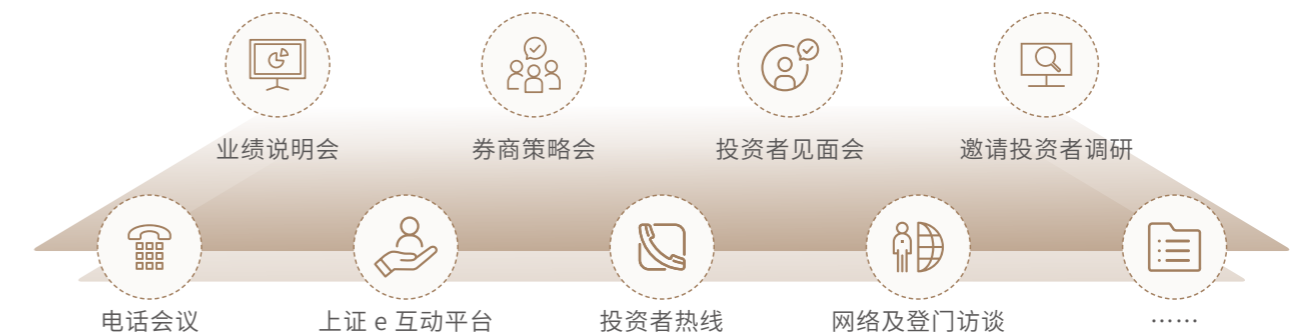 业绩说明会
券商策略会
投资者见面会
邀请投资者调研
电话会议
上证 e 互动平台
投资者热线
网络及登门访谈
……